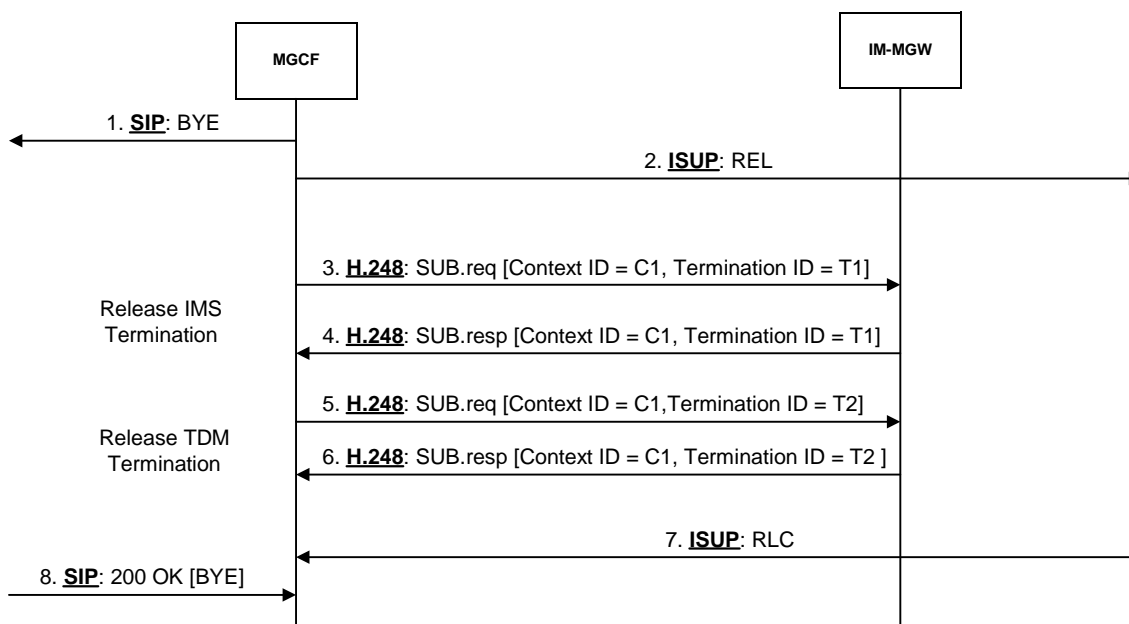 MGCF
IM-MGW
1. SIP: BYE
2. ISUP: REL
3. H.248: SUB.req [Context ID = C1, Termination ID = T1]
Release IMS
Termination
4. H.248: SUB.resp [Context ID = C1, Termination ID = T1]
5. H.248: SUB.req [Context ID = C1,Termination ID = T2]
Release TDM
Termination
6. H.248: SUB.resp [Context ID = C1, Termination ID = T2 ]
7. ISUP: RLC
8. SIP: 200 OK [BYE]